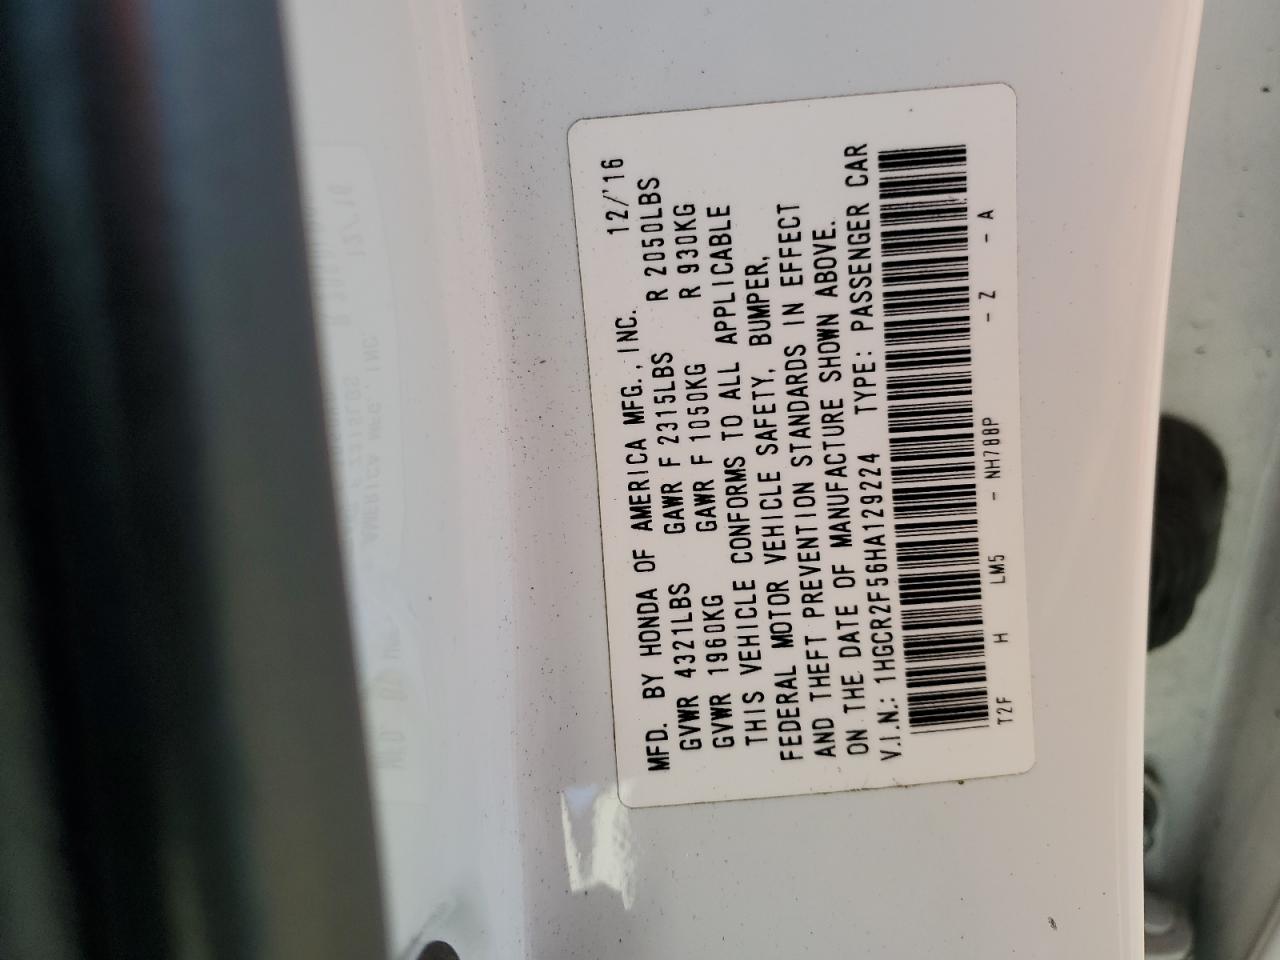 MFD. BY HONDA OF AMERICA MFG., INC. 12/'16
GVWR 4321LBS GAWR F 2315LBS R 2050LBS
GVWR 1960KG GAWR F 1050KG R 930KG
THIS VEHICLE CONFORMS TO ALL APPLICABLE
FEDERAL MOTOR VEHICLE SAFETY, BUMPER,
AND THEFT PREVENTION STANDARDS IN EFFECT
ON THE DATE OF MANUFACTURE SHOWN ABOVE.
V.I.N.: 1HGCR2F56HA129224 TYPE: PASSENGER CAR
T2F H LM5 - NH788P - Z - A